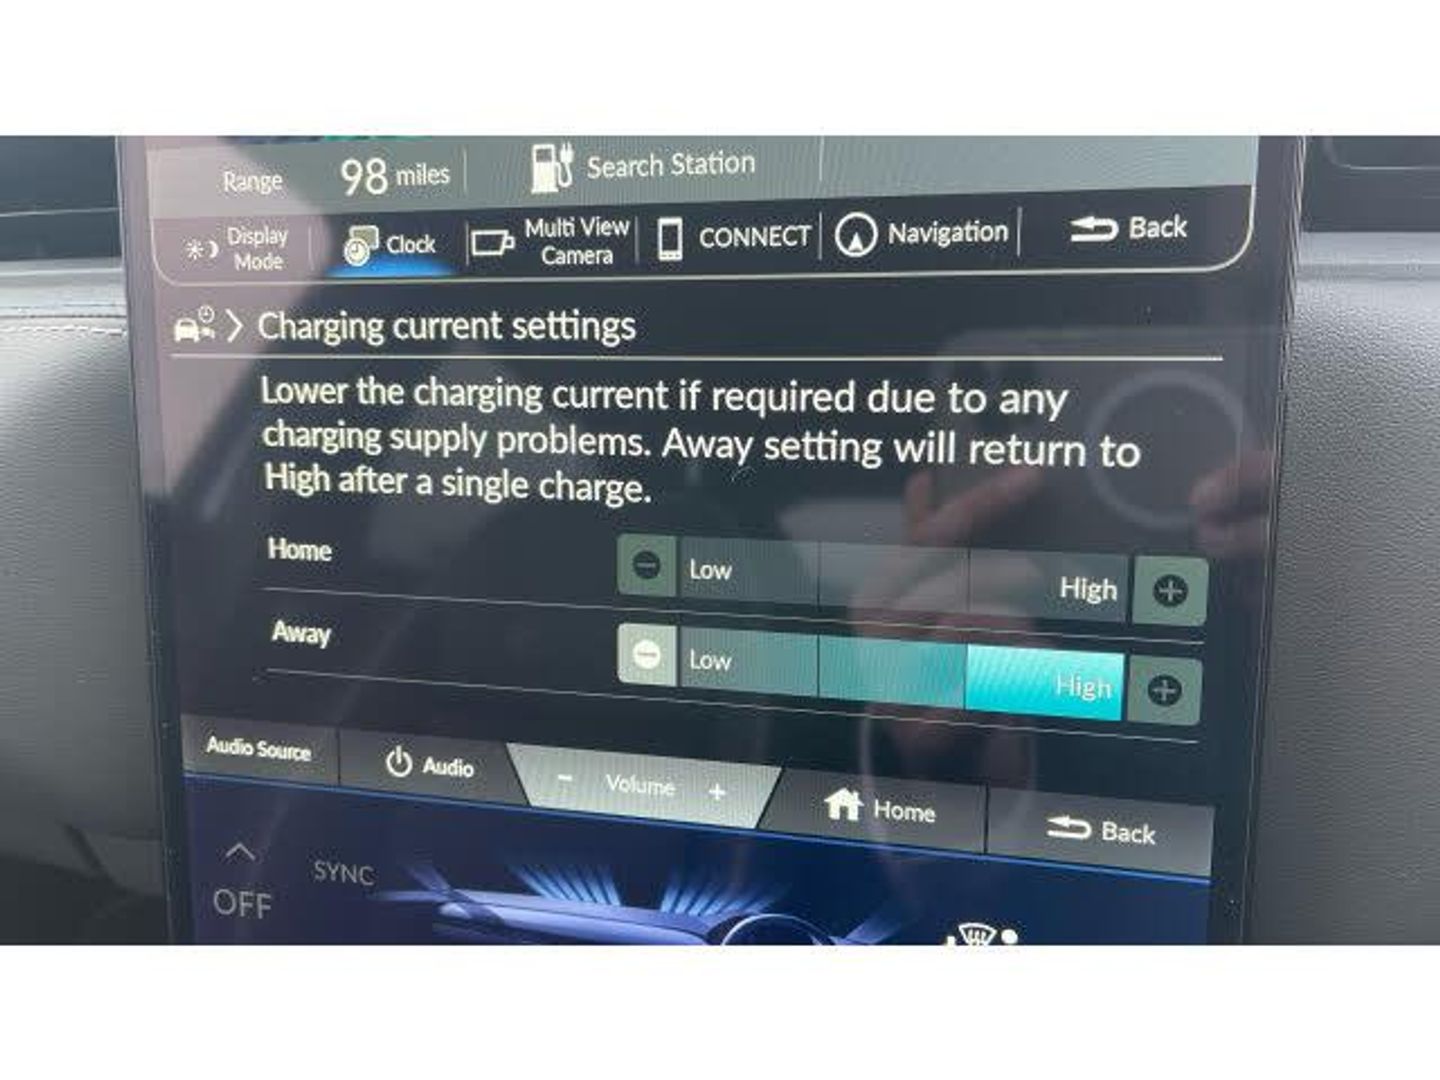 Range 98 miles Search Station
Display Mode Clock Multi View Camera CONNECT Navigation Back
Charging current settings
Lower the charging current if required due to any
charging supply problems. Away setting will return to
High after a single charge.
Home Low High
Away Low High
Audio Source Audio - Volume + Home Back
OFF SYNC